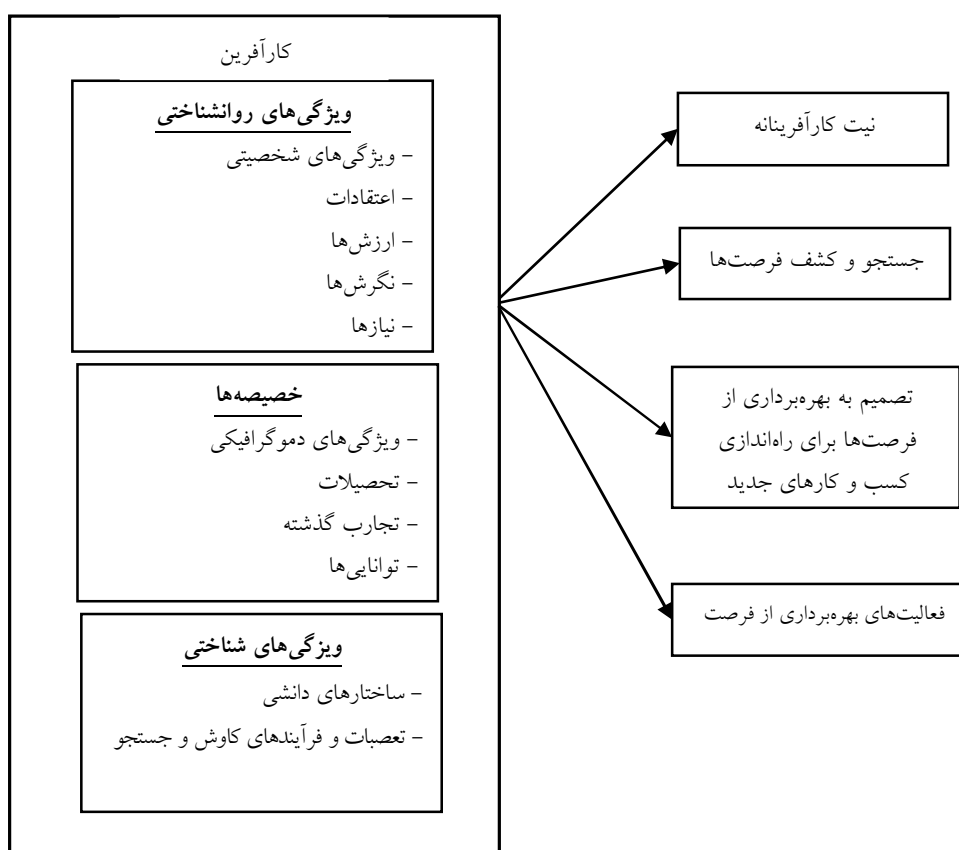 کارآفرین
ویژگی‌های روانشناختی
- ویژگی‌های شخصیتی
- اعتقادات
- ارزش‌ها
- نگرش‌ها
- نیازها
خصیصه‌ها
- ویژگی‌های دموگرافیکی
- تحصیلات
- تجارب گذشته
- توانایی‌ها
ویزگی‌های شناختی
- ساختارهای دانشی
- تعصبات و فرآیندهای کاوش و جستجو
نیت کارآفرینانه
جستجو و کشف فرصت‌ها
تصمیم به بهره‌برداری از
فرصت‌ها برای راه‌اندازی
کسب و کارهای جدید
فعالیت‌های بهره‌برداری از فرصت